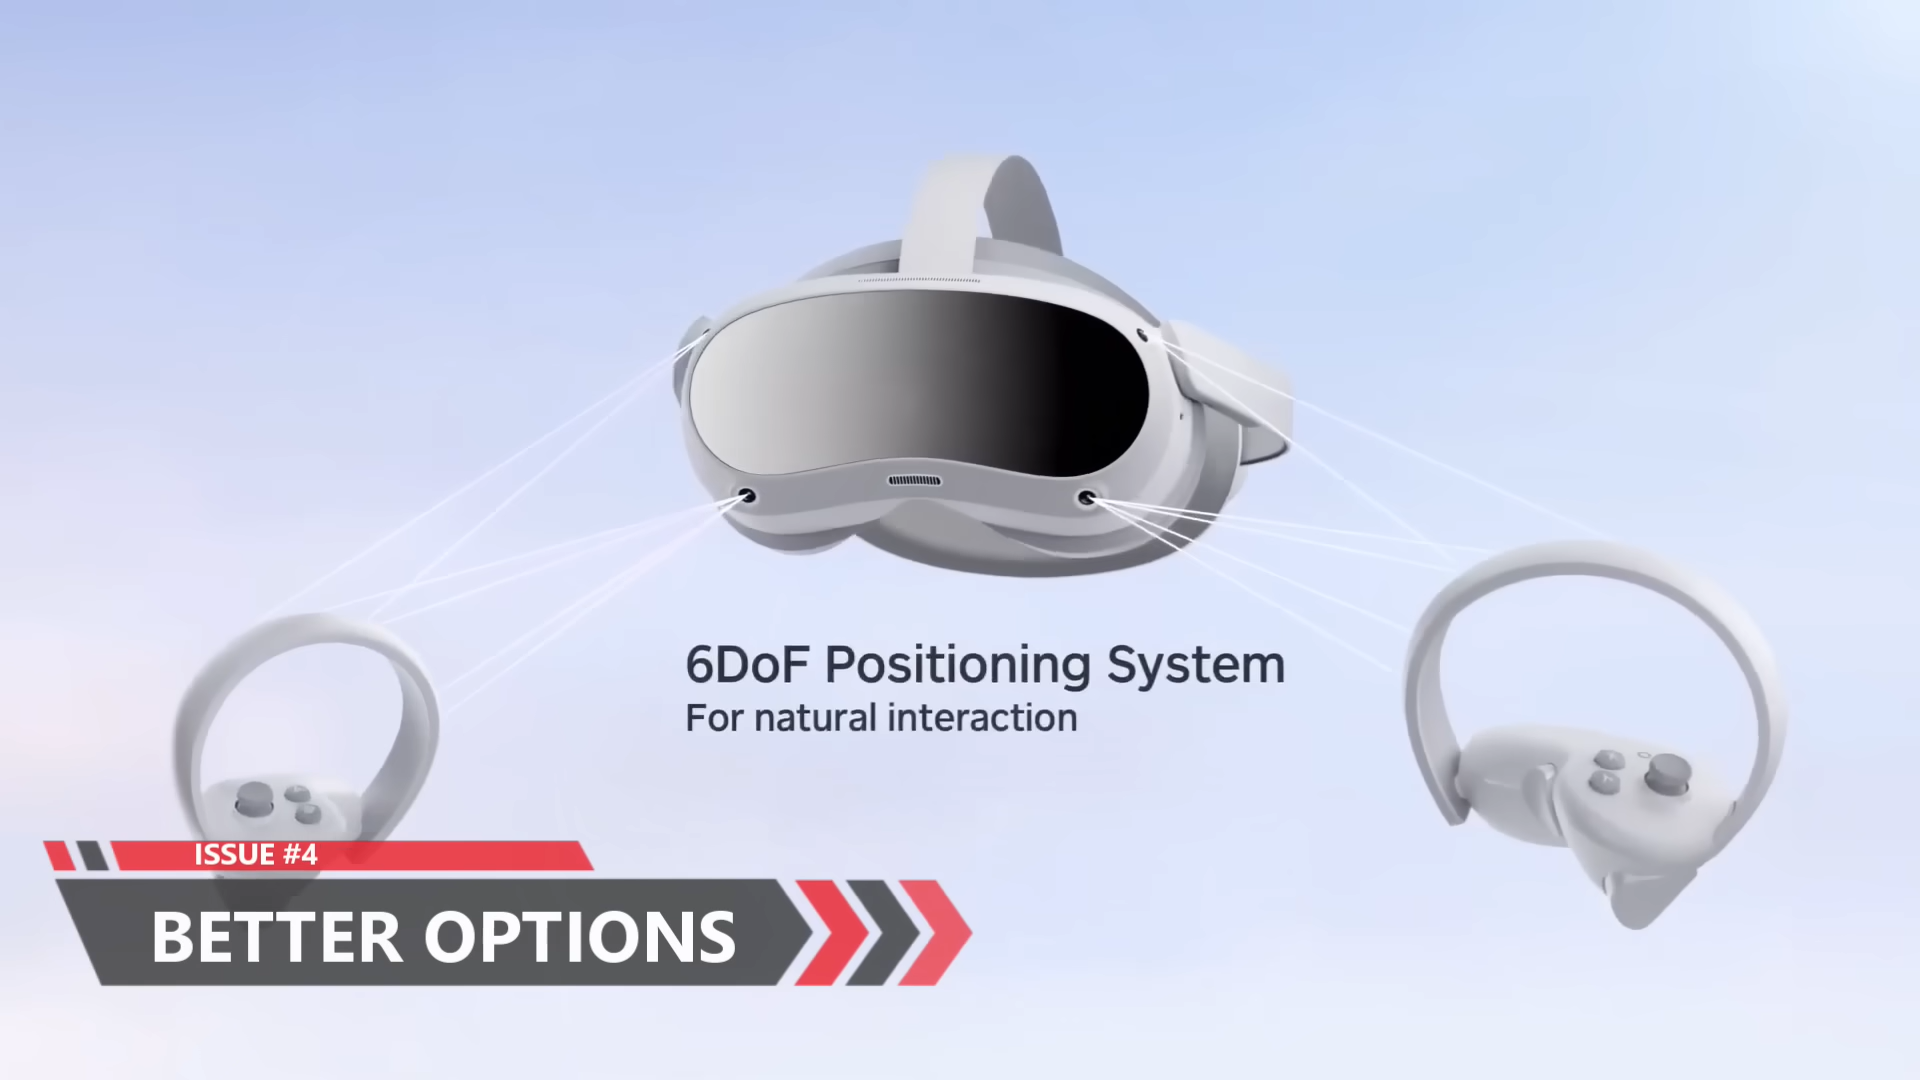 6DoF Positioning System
For natural interaction
ISSUE #4
BETTER OPTIONS